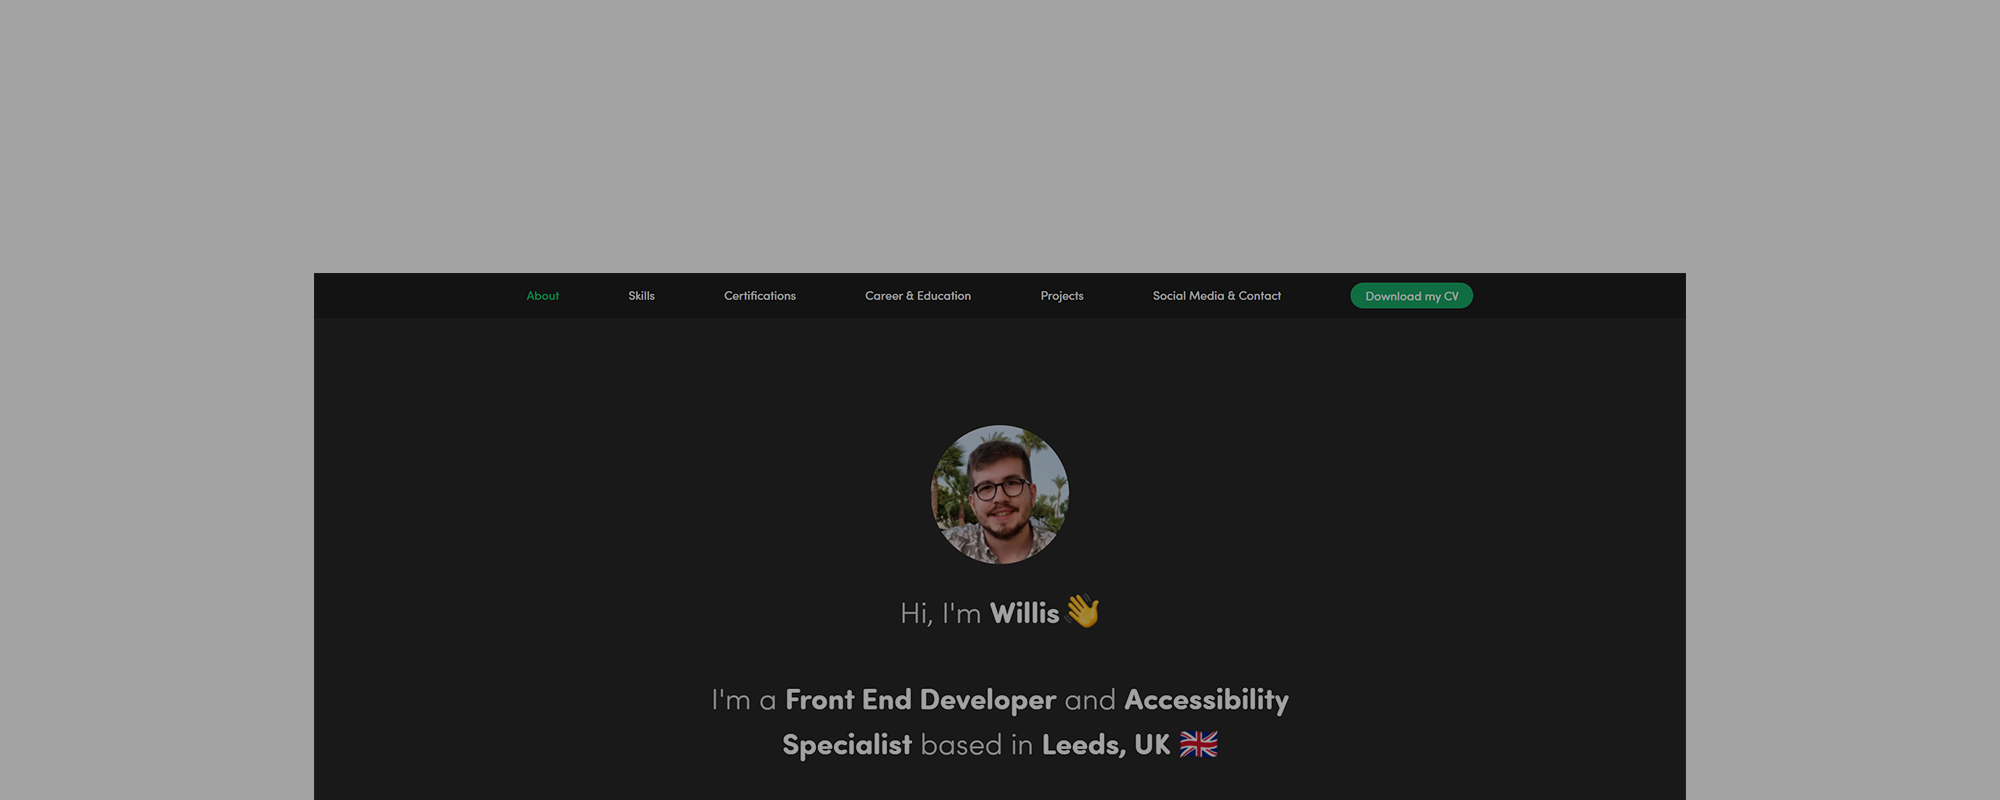 About Skills Certifications Career & Education Projects Social Media & Contact Download my CV
Hi, I'm Willis 👋
I'm a Front End Developer and Accessibility
Specialist based in Leeds, UK 🇬🇧